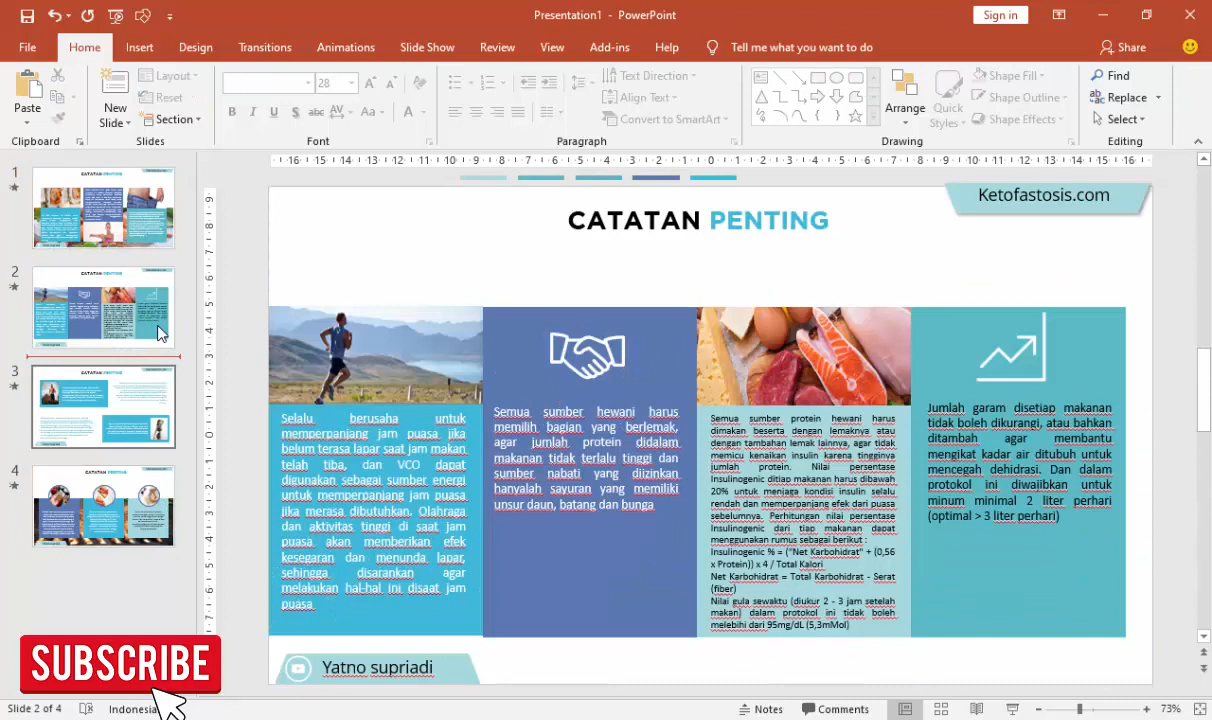 Presentation1 - PowerPoint
Sign in
File Home Insert Design Transitions Animations Slide Show Review View Add-ins Help Tell me what you want to do Share
Paste
Clipboard
New Slide
Layout
Reset
Section
Slides
28
B I U S abc AV Aa A
Font
Text Direction
Align Text
Convert to SmartArt
Paragraph
Arrange
Quick Styles
Shape Fill
Shape Outline
Shape Effects
Drawing
Find
Replace
Select
Editing
1
2
3
4
CATATAN PENTING
Ketofastosis.com
Selalu berusaha untuk
memperpanjang jam puasa jika
belum terasa lapar saat jam makan
telah tiba, dan VCO dapat
digunakan sebagai sumber energi
untuk memperpanjang jam puasa
jika merasa dibutuhkan. Olahraga
dan aktivitas tinggi di saat jam
puasa akan memberikan efek
kesegaran dan menunda lapar,
sehingga disarankan agar
melakukan hal-hal ini disaat jam
puasa
Semua sumber hewani harus
memilih bagian yang berlemak,
agar jumlah protein didalam
makanan tidak terlalu tinggi dan
sumber nabati yang diizinkan
hanyalah sayuran yang memiliki
unsur daun, batang dan bunga
Semua sumber protein hewani harus
dimakan beserta dengan lemaknya atau
dengan tambahan lemak lainnya, agar tidak
memicu kenaikan insulin karena tingginya
jumlah protein. Nilai persentase
Insulinogenic ditiap makanan harus dibawah
20% untuk menjaga kondisi insulin selalu
rendah dan memperpanjang efek dari puasa
sebelumnya. Perhitungan nilai persentase
Insulinogenic dari tiap makanan dapat
menggunakan rumus sebagai berikut :
Insulinogenic % = ("Net Karbohidrat" + (0,56
x Protein)) x 4 / Total Kalori
Net Karbohidrat = Total Karbohidrat - Serat
(fiber)
Nilai gula sewaktu (diukur 2 - 3 jam setelah
makan) dalam protokol ini tidak boleh
melebihi dari 95mg/dL (5,3mMol)
Jumlah garam disetiap makanan
tidak boleh dikurangi, atau bahkan
ditambah agar membantu
mengikat kadar air ditubuh untuk
mencegah dehidrasi. Dan dalam
protokol ini diwajibkan untuk
minum minimal 2 liter perhari
(optimal > 3 liter perhari)
Yatno supriadi
SUBSCRIBE
Slide 2 of 4
Indonesia
Notes
Comments
73%